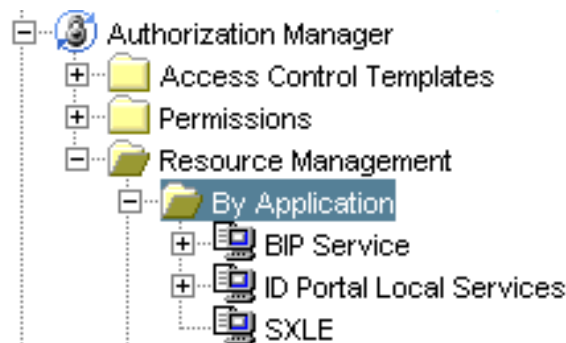 Authorization Manager
Access Control Templates
Permissions
Resource Management
By Application
BIP Service
ID Portal Local Services
SXLE